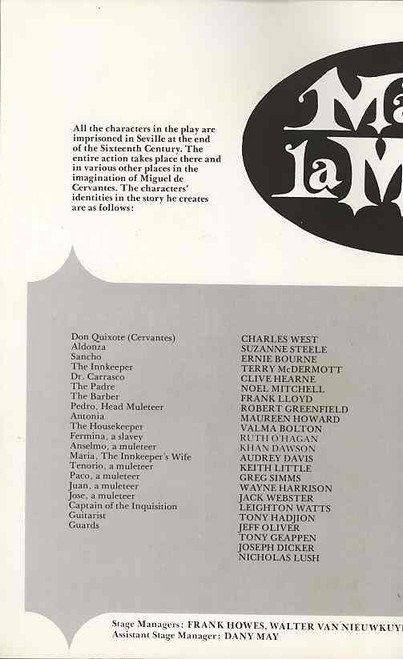 All the characters in the play are
imprisoned in Seville at the end
of the Sixteenth Century. The
entire action takes place there and
in various other places in the
imagination of Miguel de
Cervantes. The characters'
identities in the story he creates
are as follows:
Ma
la M
Don Quixote (Cervantes) CHARLES WEST
Aldonza SUZANNE STEELE
Sancho ERNIE BOURNE
The Innkeeper TERRY McDERMOTT
Dr. Carrasco CLIVE HEARNE
The Padre NOEL MITCHELL
The Barber FRANK LLOYD
Pedro, Head Muleteer ROBERT GREENFIELD
Antonia MAUREEN HOWARD
The Housekeeper VALMA BOLTON
Fermina, a slavey RUTH O'HAGAN
Anselmo, a muleteer KHAN DAWSON
Maria, The Innkeeper's Wife AUDREY DAVIS
Tenorio, a muleteer KEITH LITTLE
Paco, a muleteer GREG SIMMS
Juan, a muleteer WAYNE HARRISON
Jose, a muleteer JACK WEBSTER
Captain of the Inquisition LEIGHTON WATTS
Guitarist TONY HADJION
Guards JEFF OLIVER
TONY GEAPPEN
JOSEPH DICKER
NICHOLAS LUSH
Stage Managers: FRANK HOWES, WALTER VAN NIEUWKUY
Assistant Stage Manager: DANY MAY